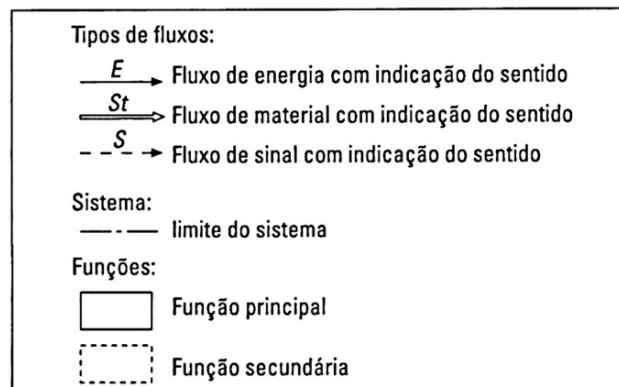 Tipos de fluxos:
E
Fluxo de energia com indicação do sentido
St
Fluxo de material com indicação do sentido
S
Fluxo de sinal com indicação do sentido
Sistema:
limite do sistema
Funções:
Função principal
Função secundária